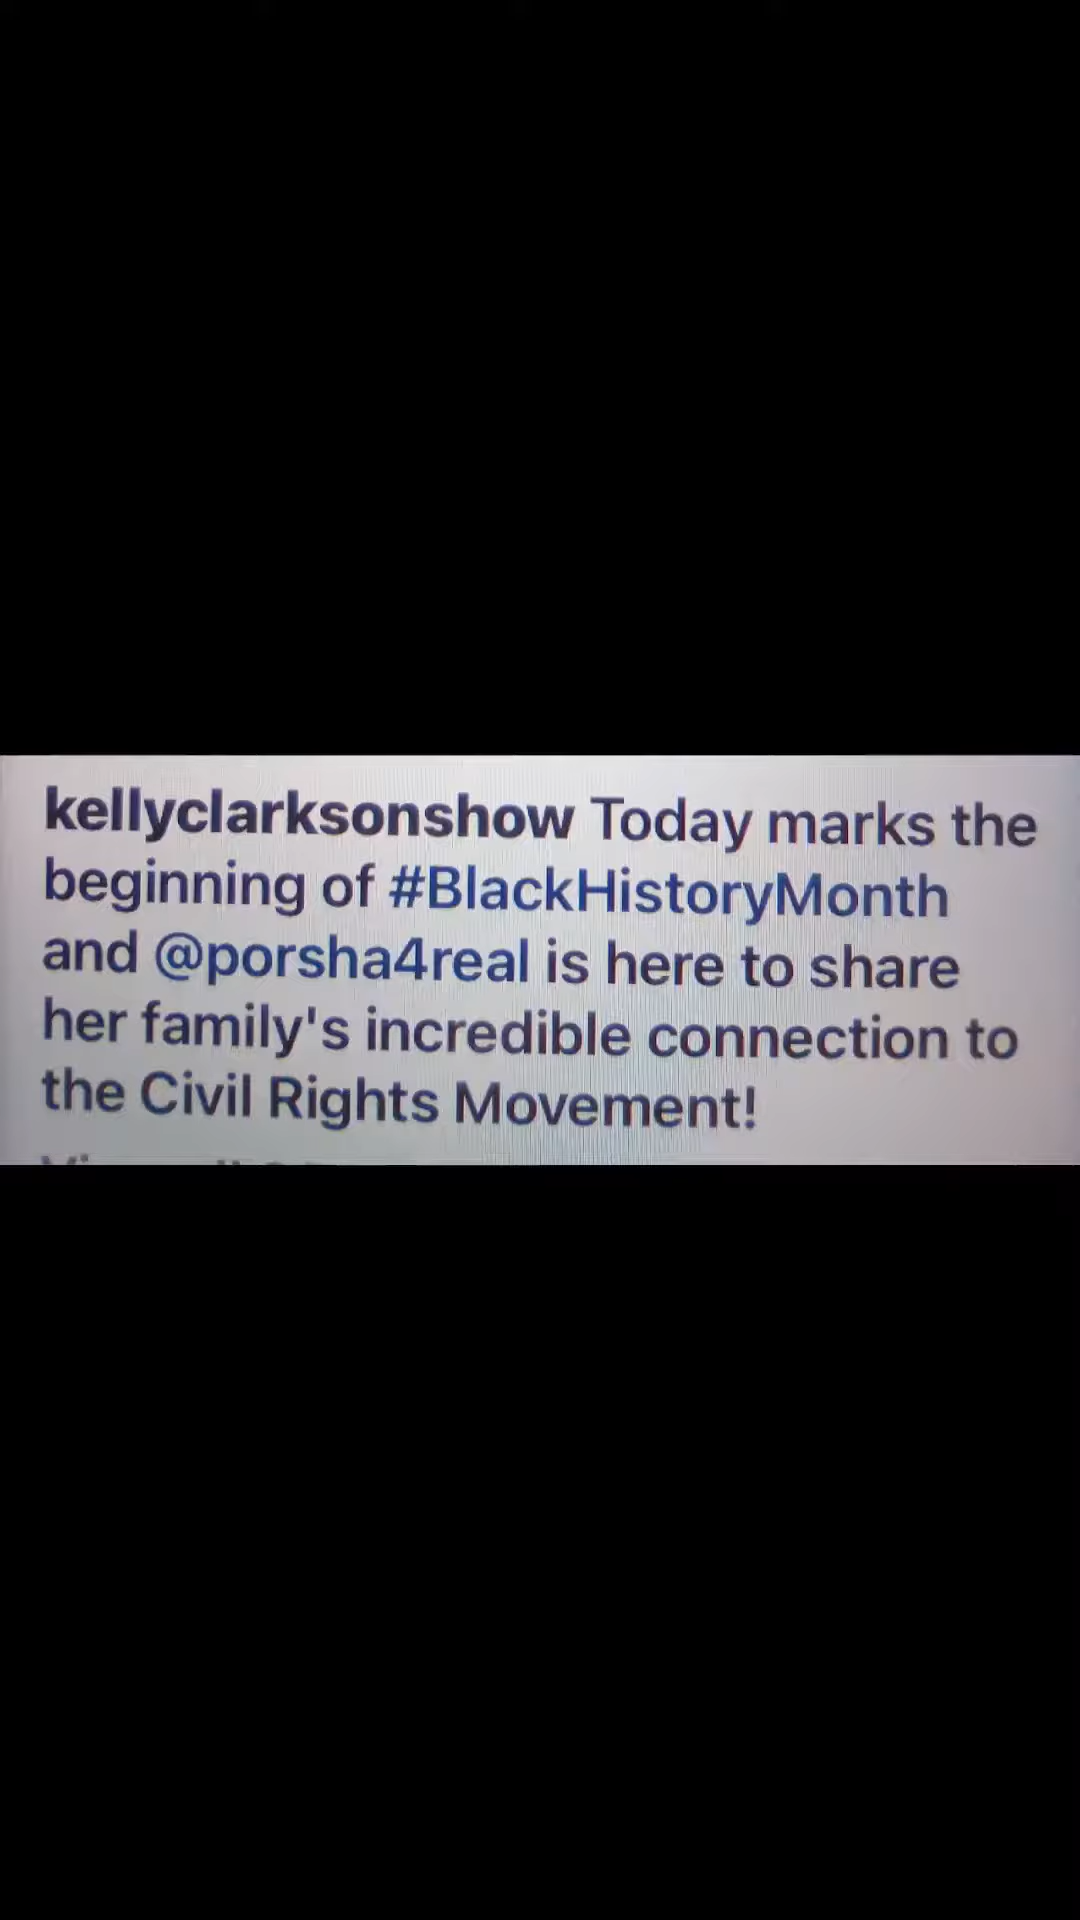 kellyclarksonshow Today marks the
beginning of #BlackHistoryMonth
and @porsha4real is here to share
her family's incredible connection to
the Civil Rights Movement!